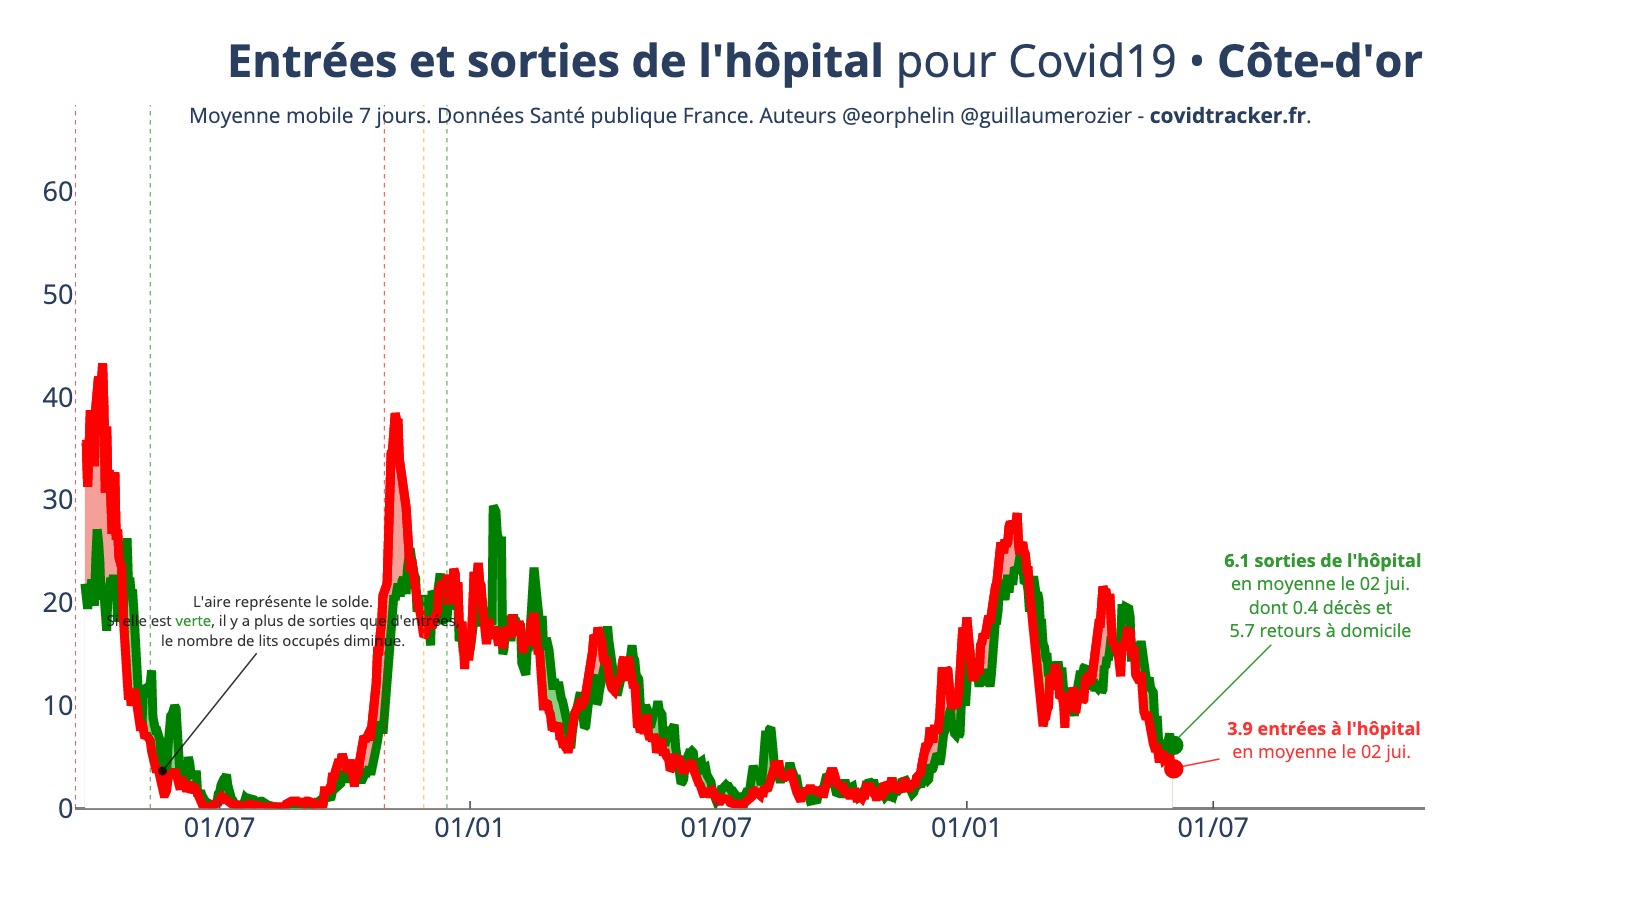 Entrées et sorties de l'hôpital pour Covid19 • Côte-d'or
Moyenne mobile 7 jours. Données Santé publique France. Auteurs @eorphelin @guillaumerozier - covidtracker.fr.
60
50
40
30
20
10
0
L'aire représente le solde.
Si elle est verte, il y a plus de sorties que d'entrées,
le nombre de lits occupés diminue.
6.1 sorties de l'hôpital
en moyenne le 02 jui.
dont 0.4 décès et
5.7 retours à domicile
3.9 entrées à l'hôpital
en moyenne le 02 jui.
01/07
01/01
01/07
01/01
01/07